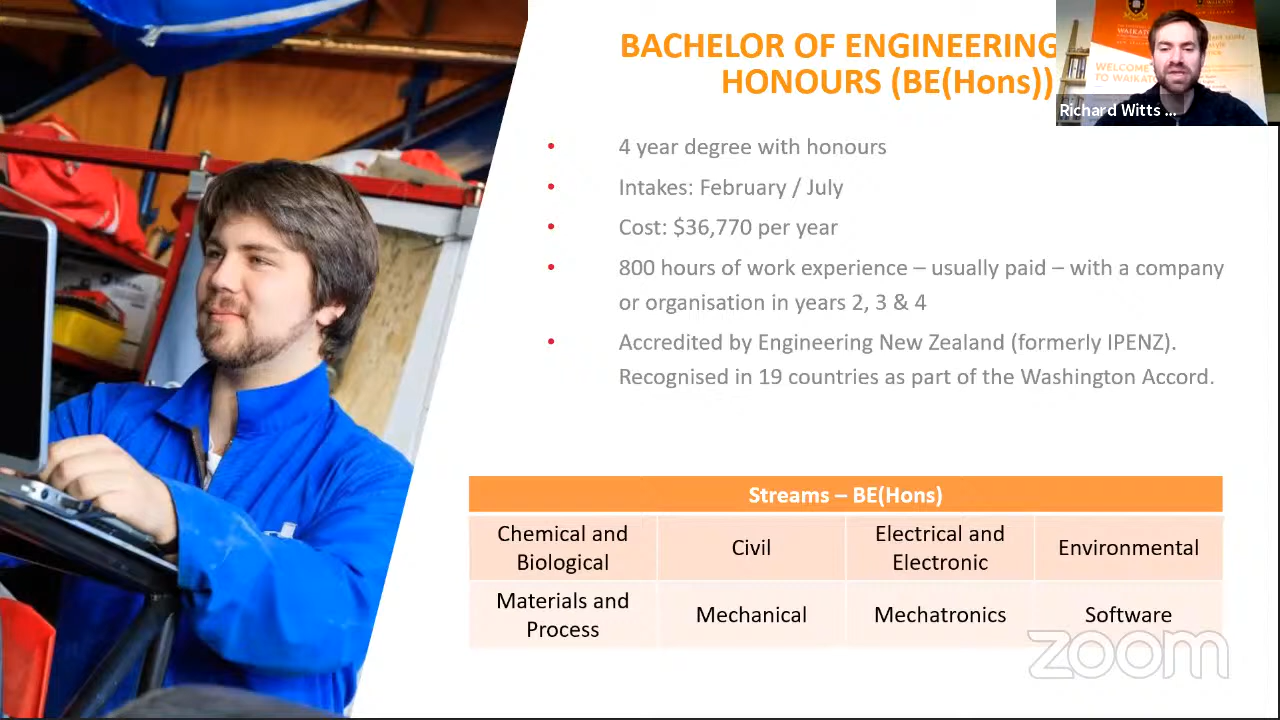 BACHELOR OF ENGINEERING
HONOURS (BE(Hons))
WAIKATO
WELCOME
TO WAIKATO
Richard Witts ...
• 4 year degree with honours
• Intakes: February / July
• Cost: $36,770 per year
• 800 hours of work experience – usually paid – with a company
or organisation in years 2, 3 & 4
• Accredited by Engineering New Zealand (formerly IPENZ).
Recognised in 19 countries as part of the Washington Accord.
Streams – BE(Hons)
Chemical and
Biological
Civil
Electrical and
Electronic
Environmental
Materials and
Process
Mechanical
Mechatronics
Software
zoom